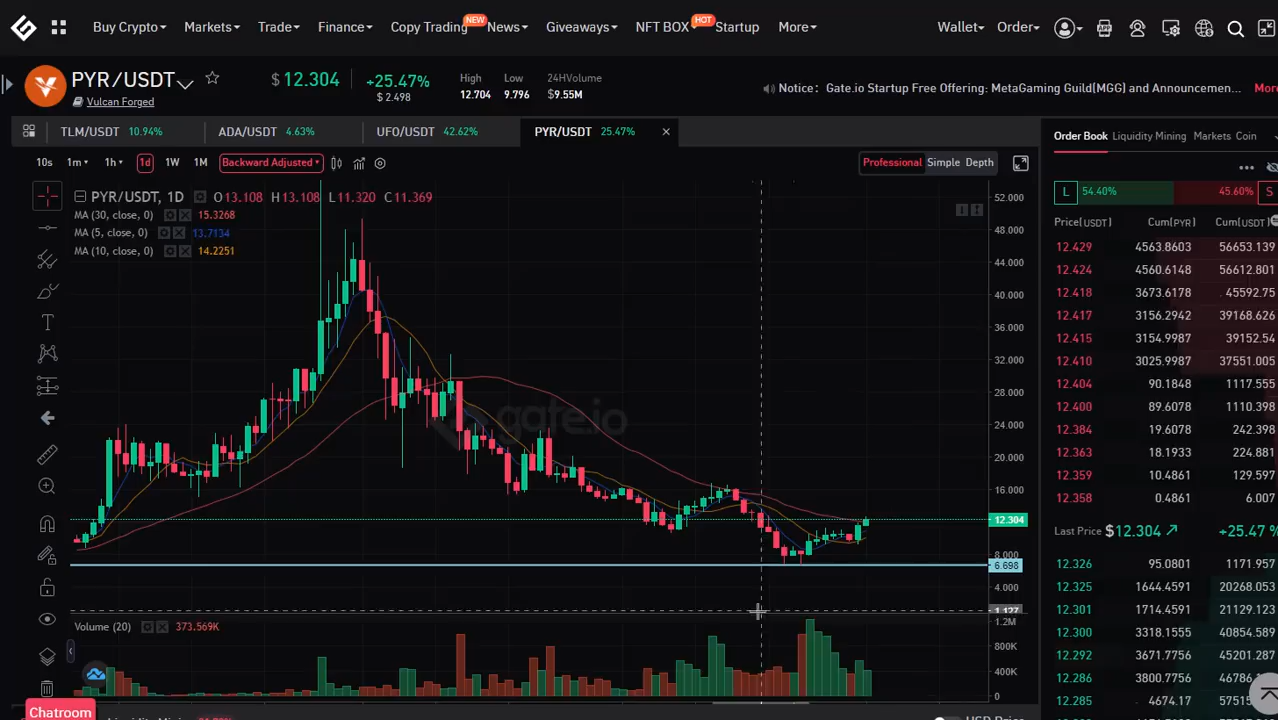 Buy Crypto Markets Trade Finance Copy Trading NEW News Giveaways NFT BOX HOT Startup More Wallet Order
PYR/USDT
Vulcan Forged
$ 12.304
+25.47%
$ 2.498
High Low 24HVolume
12.704 9.796 $9.55M
Notice： Gate.io Startup Free Offering: MetaGaming Guild(MGG) and Announcemen...
TLM/USDT 10.94% ADA/USDT 4.63% UFO/USDT 42.62% PYR/USDT 25.47%
10s 1m 1h 1d 1W 1M Backward Adjusted
Professional Simple Depth
PYR/USDT, 1D O13.108 H13.108 L11.320 C11.369
MA (30, close, 0) 15.3268
MA (5, close, 0) 13.7134
MA (10, close, 0) 14.2251
gate.io
52.000
48.000
44.000
40.000
36.000
32.000
28.000
24.000
20.000
16.000
12.304
8.000
6.698
4.000
1.127
Volume (20) 373.569K
1.2M
800K
400K
0
Chatroom
Order Book Liquidity Mining Markets Coin
L 54.40% 45.60% S
Price(USDT) Cum(PYR) Cum(USDT)
12.429 4563.8603 56653.139
12.424 4560.6148 56612.801
12.418 3673.6178 45592.75
12.417 3156.2942 39168.626
12.415 3154.9987 39152.54
12.410 3025.9987 37551.005
12.404 90.1848 1117.555
12.400 89.6078 1110.398
12.384 19.6078 242.398
12.363 18.1933 224.881
12.359 10.4861 129.597
12.358 0.4861 6.007
Last Price $12.304 +25.47%
12.326 95.0801 1171.957
12.325 1644.4591 20268.053
12.301 1714.4591 21129.123
12.300 3318.1555 40854.589
12.292 3671.7756 45201.287
12.286 3800.7756
12.285 4674.17